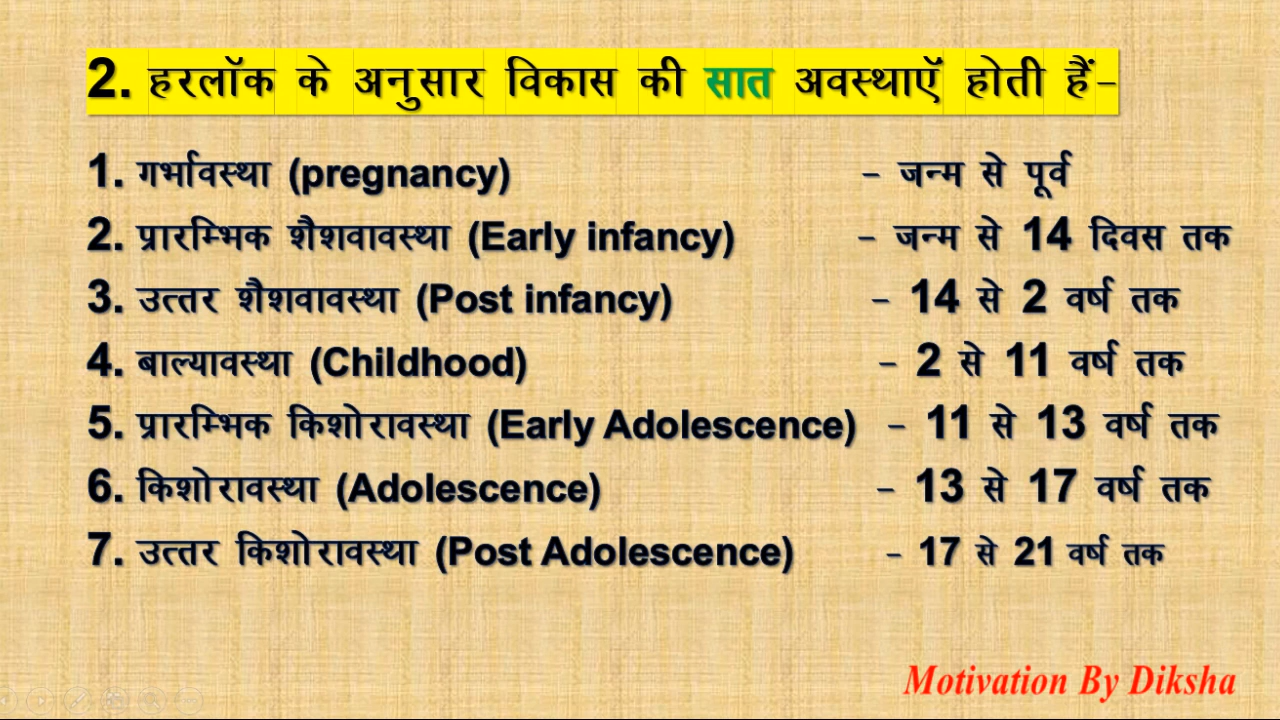 2. हरलॉक के अनुसार विकास की सात अवस्थाएॅ होती हैं–
1. गर्भावस्था (pregnancy) – जन्म से पूर्व
2. प्रारम्भिक शैशवावस्था (Early infancy) – जन्म से 14 दिवस तक
3. उत्तर शैशवावस्था (Post infancy) – 14 से 2 वर्ष तक
4. बाल्यावस्था (Childhood) – 2 से 11 वर्ष तक
5. प्रारम्भिक किशोरावस्था (Early Adolescence) – 11 से 13 वर्ष तक
6. किशोरावस्था (Adolescence) – 13 से 17 वर्ष तक
7. उत्तर किशोरावस्था (Post Adolescence) – 17 से 21 वर्ष तक
Motivation By Diksha